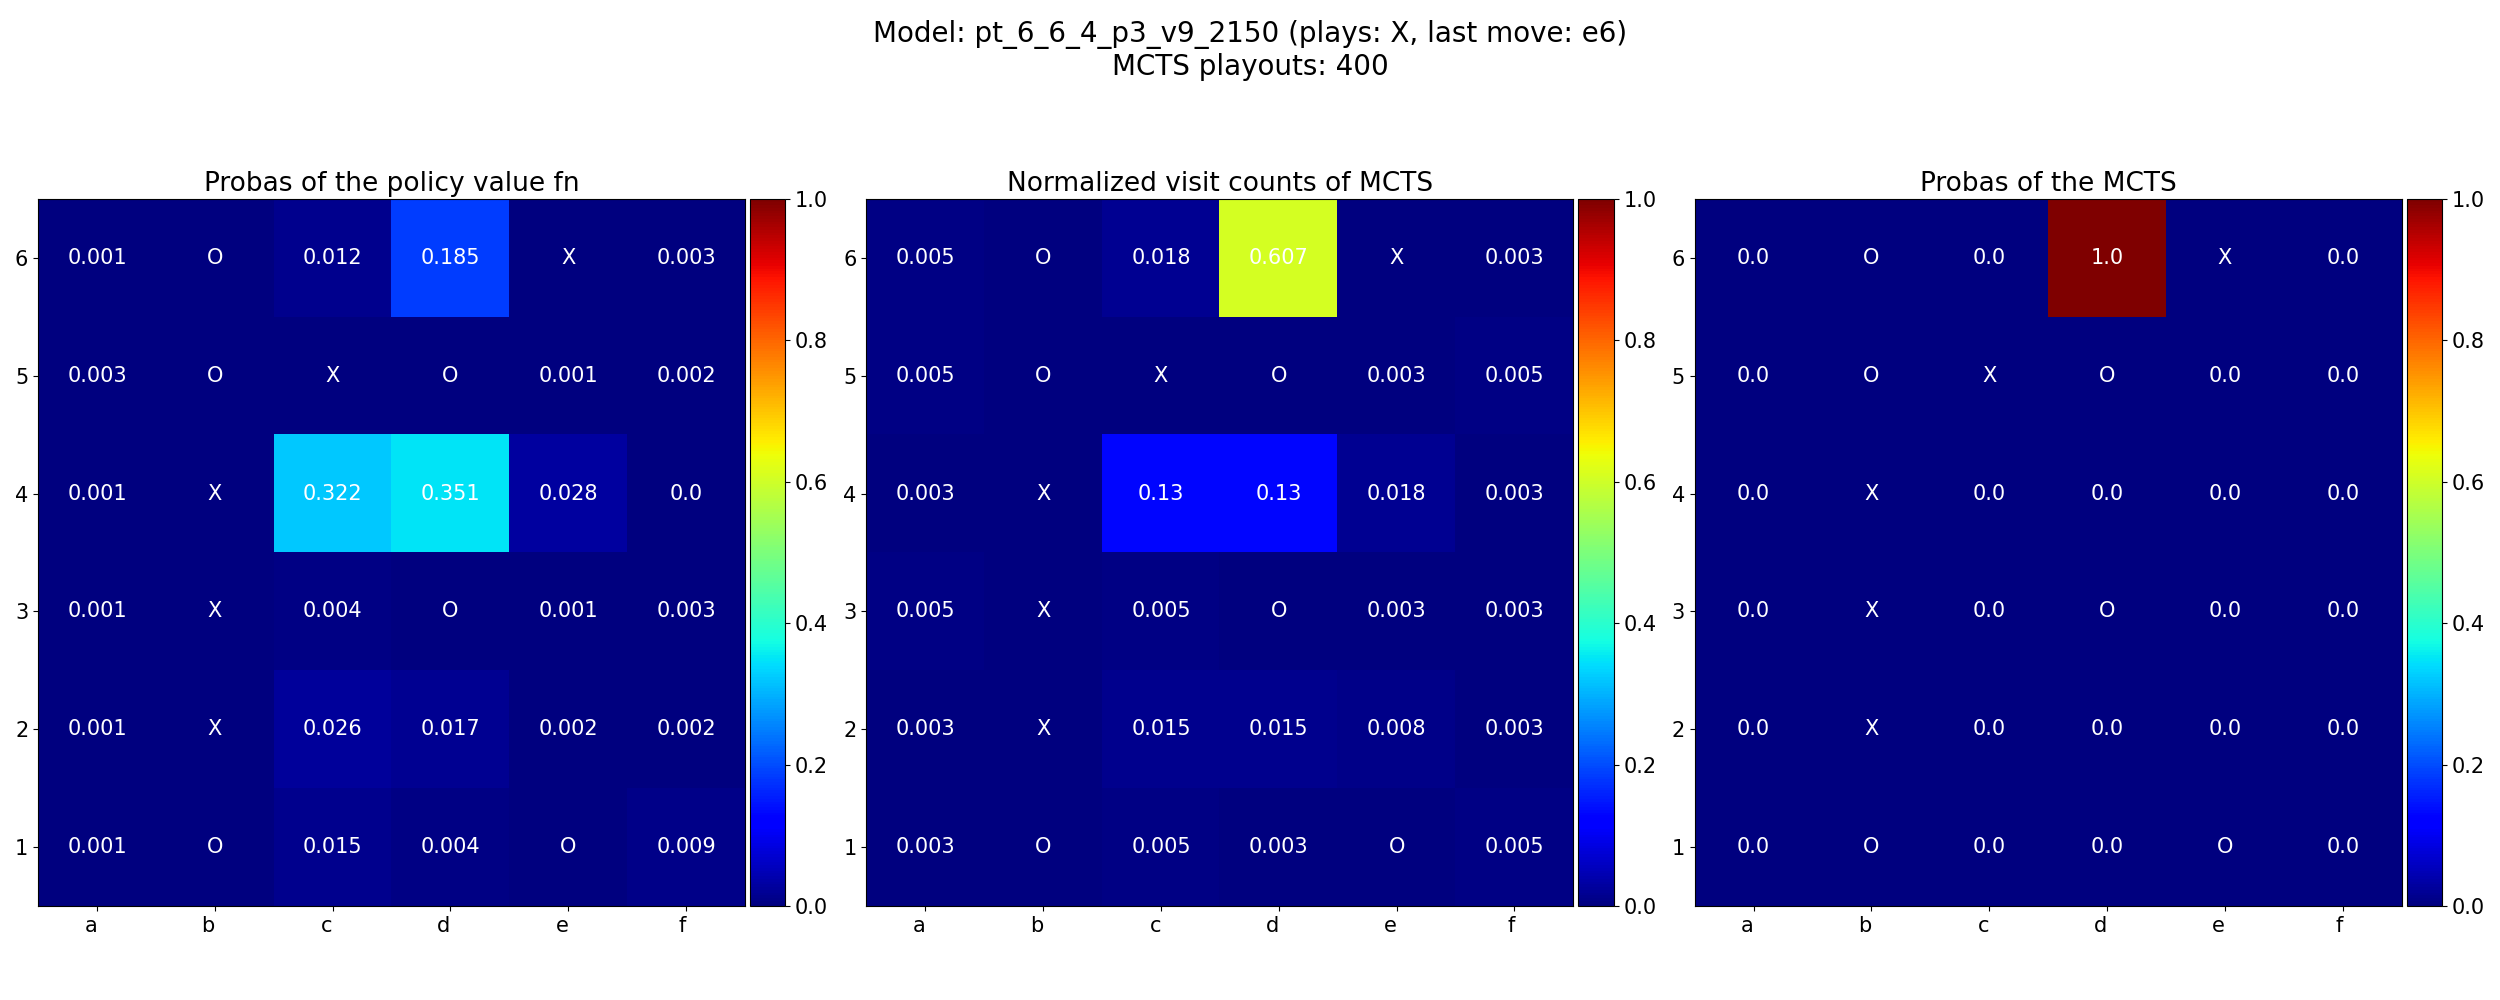 Model: pt_6_6_4_p3_v9_2150 (plays: X, last move: e6)
MCTS playouts: 400
Probas of the policy value fn
6 0.001 O 0.012 0.185 X 0.003
5 0.003 O X O 0.001 0.002
4 0.001 X 0.322 0.351 0.028 0.0
3 0.001 X 0.004 O 0.001 0.003
2 0.001 X 0.026 0.017 0.002 0.002
1 0.001 O 0.015 0.004 O 0.009
a b c d e f
1.0
0.8
0.6
0.4
0.2
0.0
Normalized visit counts of MCTS
6 0.005 O 0.018 0.607 X 0.003
5 0.005 O X O 0.003 0.005
4 0.003 X 0.13 0.13 0.018 0.003
3 0.005 X 0.005 O 0.003 0.003
2 0.003 X 0.015 0.015 0.008 0.003
1 0.003 O 0.005 0.003 O 0.005
a b c d e f
1.0
0.8
0.6
0.4
0.2
0.0
Probas of the MCTS
6 0.0 O 0.0 1.0 X 0.0
5 0.0 O X O 0.0 0.0
4 0.0 X 0.0 0.0 0.0 0.0
3 0.0 X 0.0 O 0.0 0.0
2 0.0 X 0.0 0.0 0.0 0.0
1 0.0 O 0.0 0.0 O 0.0
a b c d e f
1.0
0.8
0.6
0.4
0.2
0.0